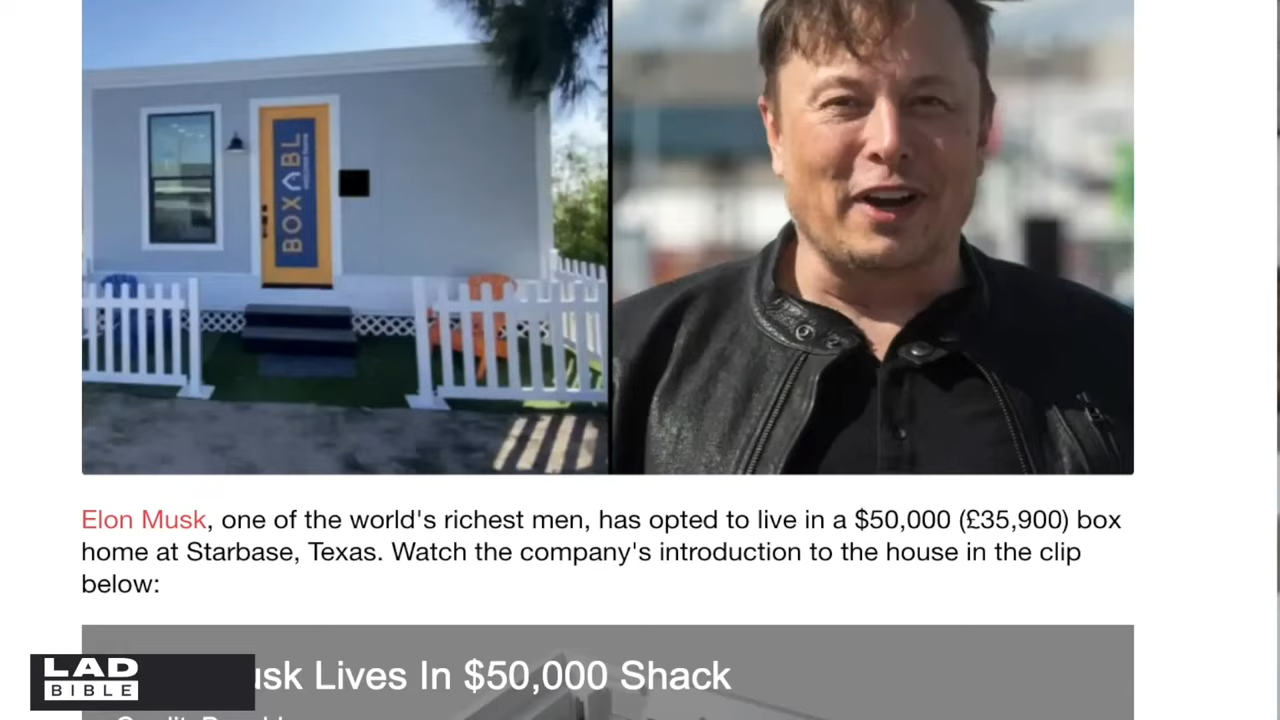 BOXABL
Elon Musk, one of the world's richest men, has opted to live in a $50,000 (£35,900) box
home at Starbase, Texas. Watch the company's introduction to the house in the clip
below:
usk Lives In $50,000 Shack
LAD
BIBLE